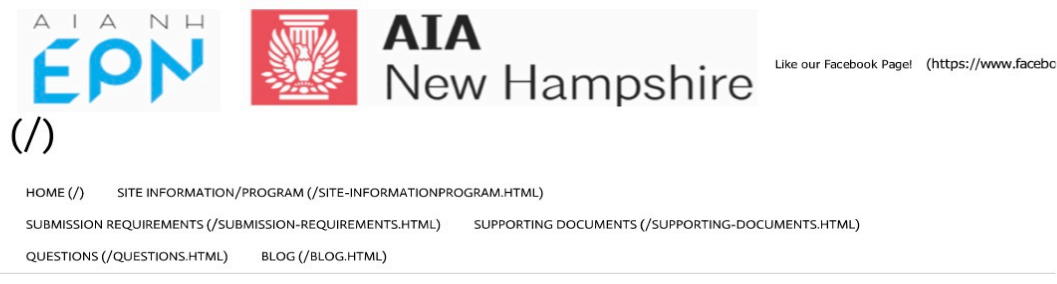 AIANH
EPN
AIA
New Hampshire
Like our Facebook Page! (https://www.facebo
(/)
HOME (/) SITE INFORMATION/PROGRAM (/SITE-INFORMATIONPROGRAM.HTML)
SUBMISSION REQUIREMENTS (/SUBMISSION-REQUIREMENTS.HTML) SUPPORTING DOCUMENTS (/SUPPORTING-DOCUMENTS.HTML)
QUESTIONS (/QUESTIONS.HTML) BLOG (/BLOG.HTML)